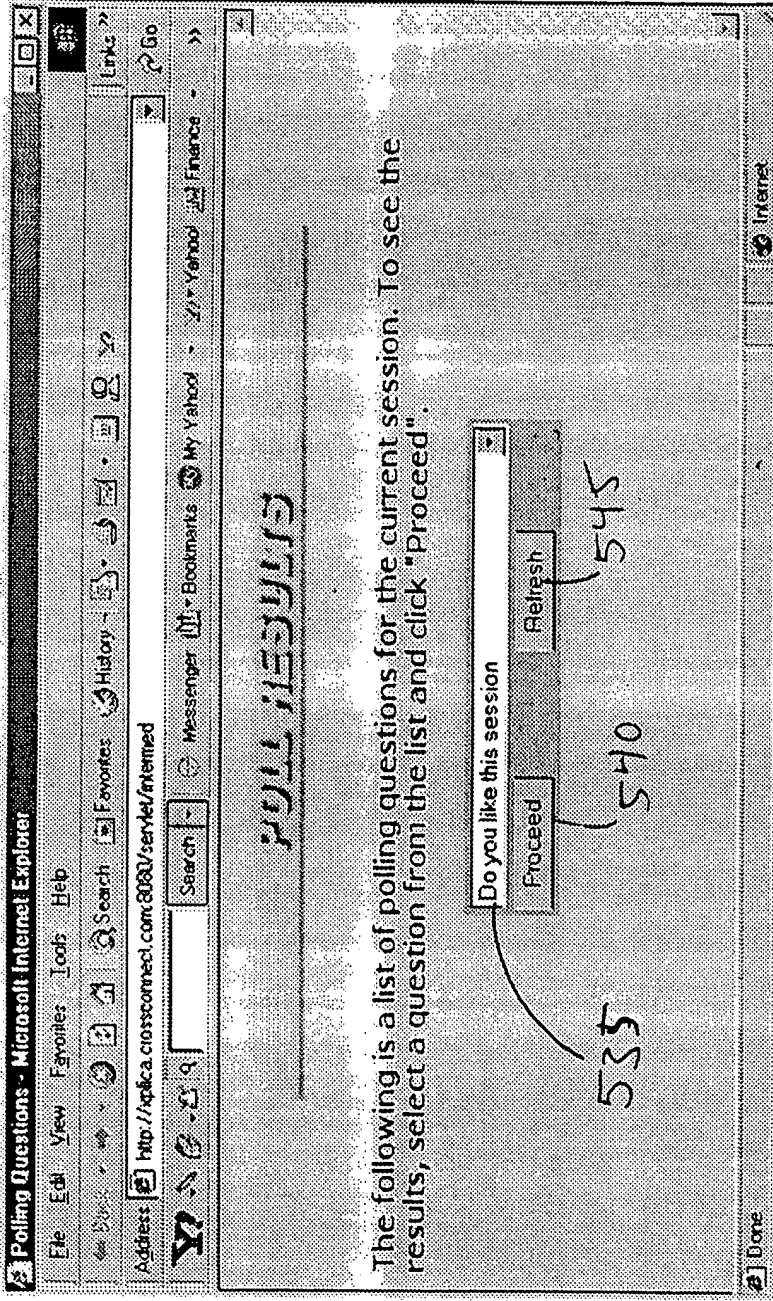 Polling Questions - Microsoft Internet Explorer
File Edit View Favorites Tools Help
Search Favorites History
Address http://xplica.crossconnect.com:8080/servlet/intermed Go Links »
Y! Search Messenger Bookmarks My Yahoo! Yahoo! Finance »
POLL RESULTS
The following is a list of polling questions for the current session. To see the
results, select a question from the list and click "Proceed".
Do you like this session
Proceed Refresh
535 540 545
Done Internet